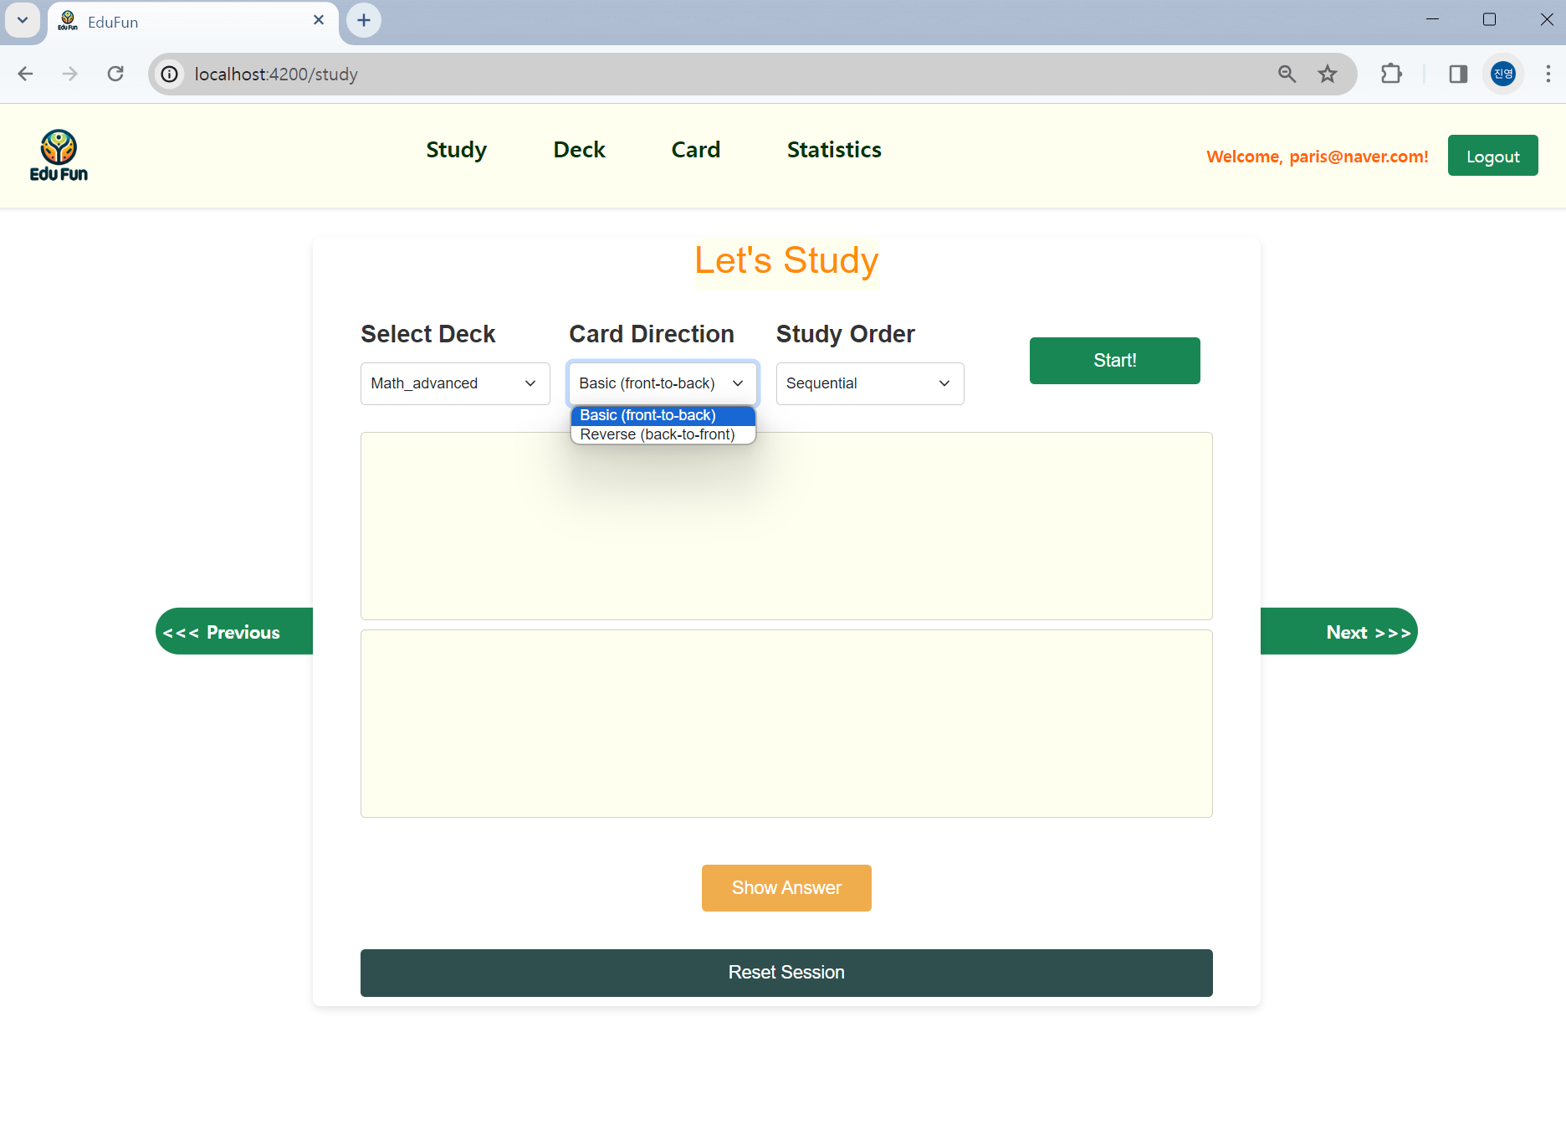 Edu Fun
EduFun
localhost:4200/study
진영
Edu Fun
Study
Deck
Card
Statistics
Welcome, paris@naver.com!
Logout
Let's Study
Select Deck
Card Direction
Study Order
Start!
Math_advanced
Basic (front-to-back)
Sequential
Basic (front-to-back)
Reverse (back-to-front)
<<< Previous
Next >>>
Show Answer
Reset Session